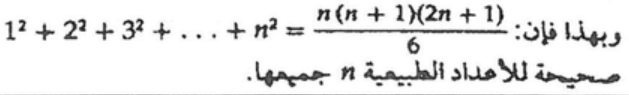 وبهذا فإن: 1² + 2² + 3² + . . . + n² = n(n + 1)(2n + 1) / 6
صحيحة للأعداد الطبيعية n جميعها.